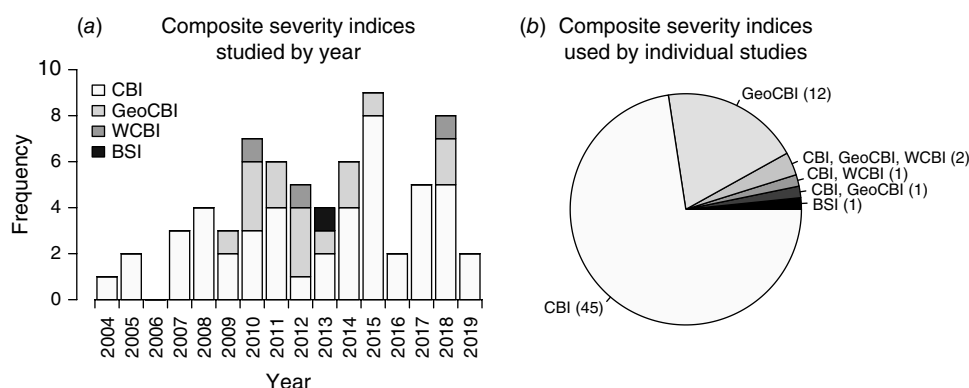 (a) Composite severity indices
studied by year
10
8
6
4
2
0
Frequency
CBI
GeoCBI
WCBI
BSI
2004
2005
2006
2007
2008
2009
2010
2011
2012
2013
2014
2015
2016
2017
2018
2019
Year
(b) Composite severity indices
used by individual studies
GeoCBI (12)
CBI, GeoCBI, WCBI (2)
CBI, WCBI (1)
CBI, GeoCBI (1)
BSI (1)
CBI (45)